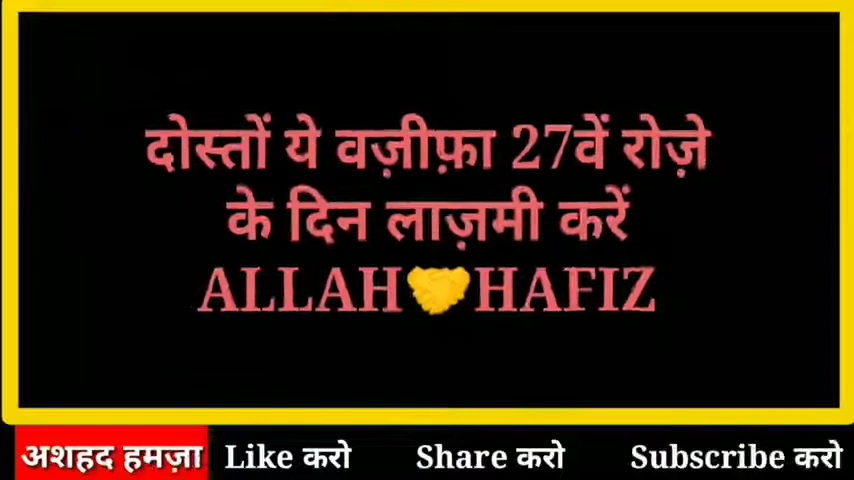 दोस्तों ये वज़ीफ़ा 27वें रोज़े
के दिन लाज़मी करें
ALLAH🤝HAFIZ
अशहद हमज़ा Like करो Share करो Subscribe करो